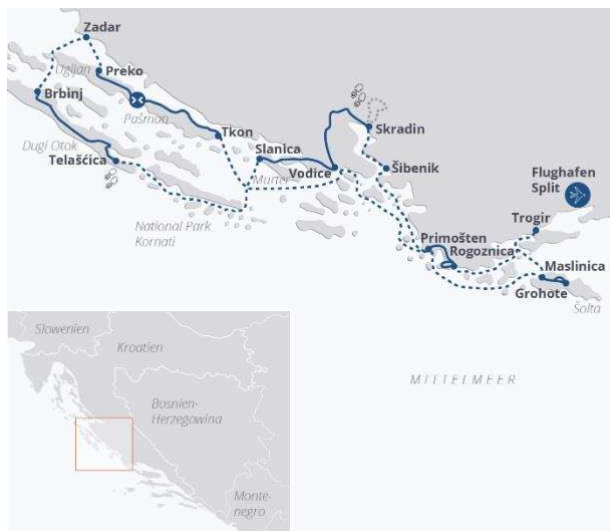 Zadar
Ugljan
Preko
Brbinj
Pašman
Dugi Otok
Tkon
Telašćica
Slanica
Murter
Vodice
Skradin
Šibenik
Flughafen
Split
National Park
Kornati
Trogir
Primošten
Rogoznica
Maslinica
Grohote
Šolta
MITTELMEER
Slowenien
Kroatien
Bosnien-
Herzegowina
Monte-
negro